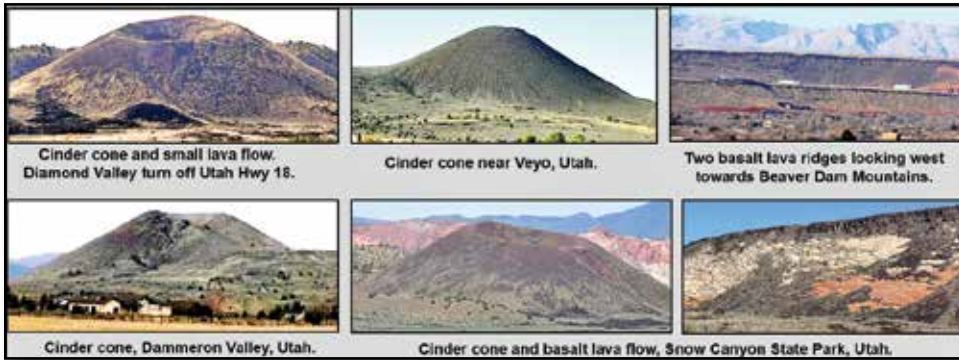 Cinder cone and small lava flow.
Diamond Valley turn off Utah Hwy 18.
Cinder cone near Veyo, Utah.
Two basalt lava ridges looking west
towards Beaver Dam Mountains.
Cinder cone, Dammeron Valley, Utah.
Cinder cone and basalt lava flow, Snow Canyon State Park, Utah.